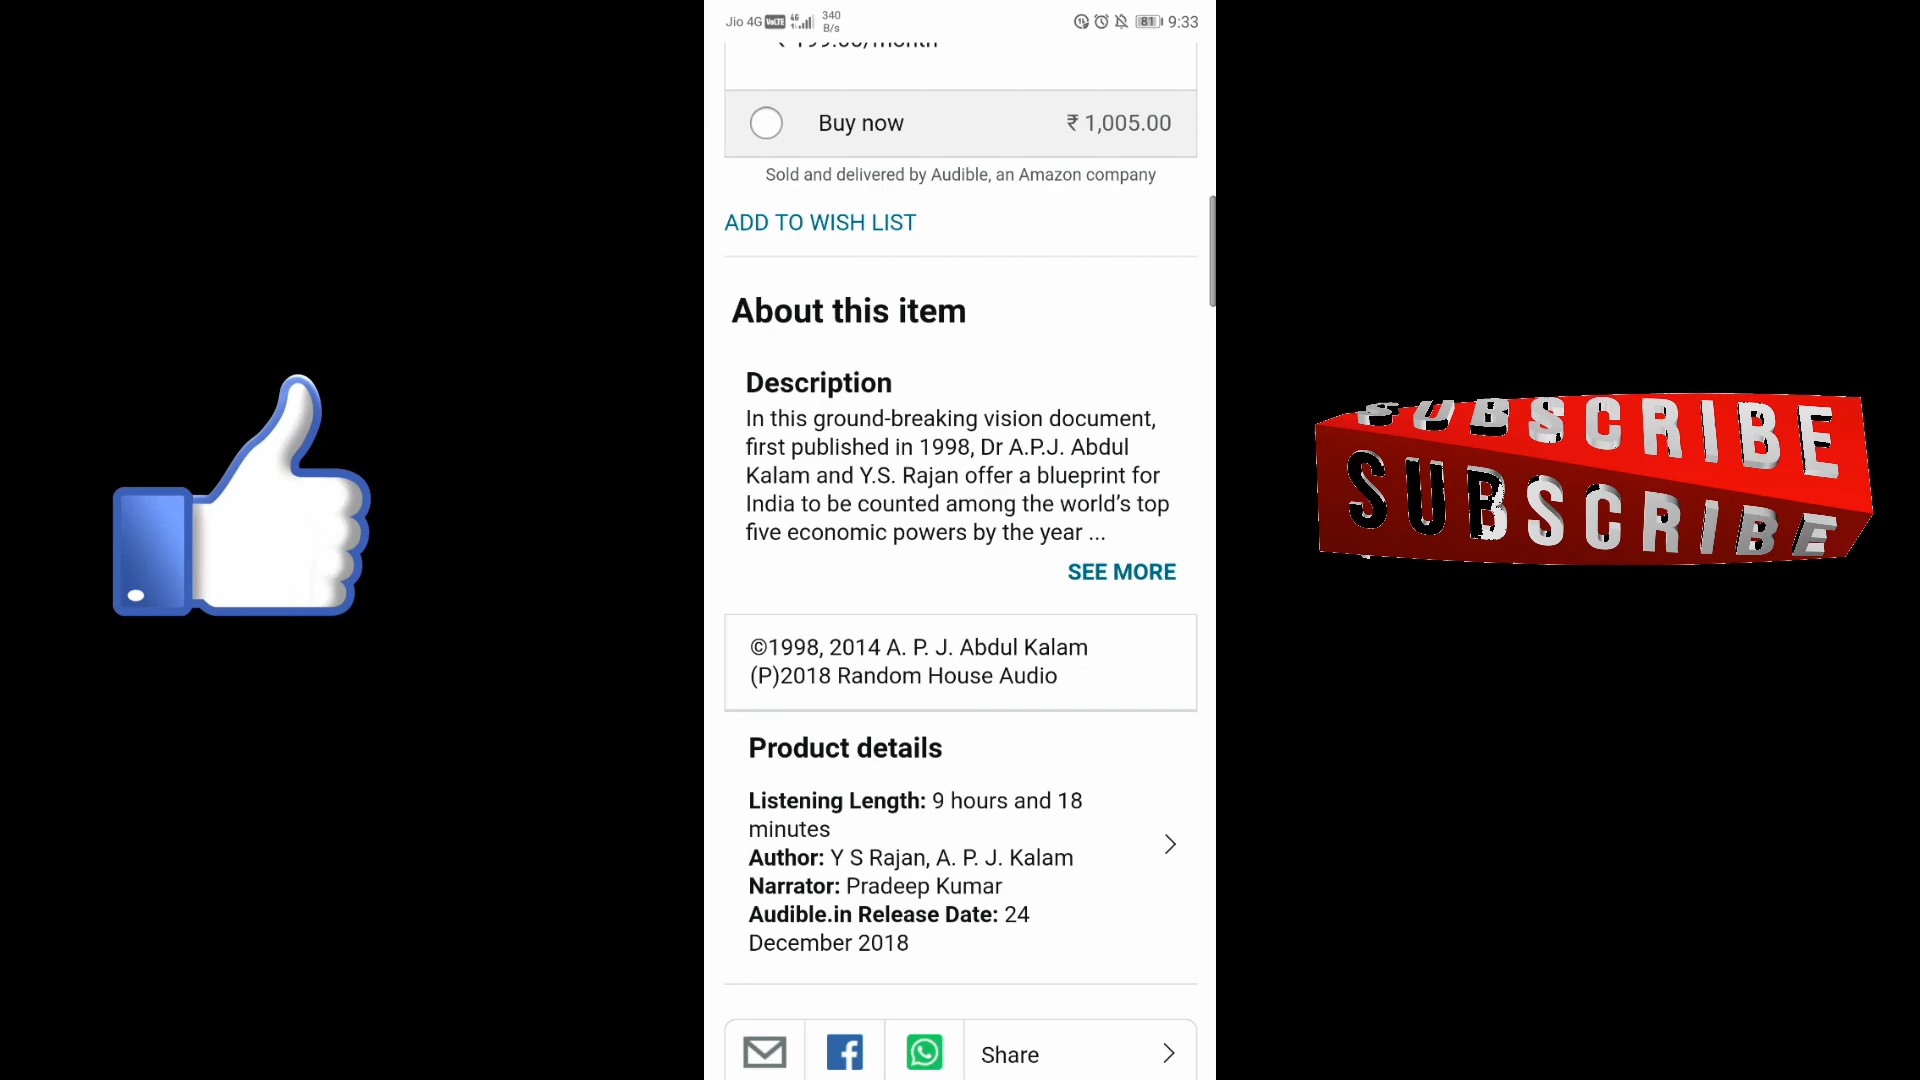 Jio 4G VoLTE 4G 340 B/s 81 9:33
Buy now ₹ 1,005.00
Sold and delivered by Audible, an Amazon company
ADD TO WISH LIST
About this item
Description
In this ground-breaking vision document,
first published in 1998, Dr A.P.J. Abdul
Kalam and Y.S. Rajan offer a blueprint for
India to be counted among the world’s top
five economic powers by the year ...
SEE MORE
©1998, 2014 A. P. J. Abdul Kalam
(P)2018 Random House Audio
Product details
Listening Length: 9 hours and 18
minutes
Author: Y S Rajan, A. P. J. Kalam
Narrator: Pradeep Kumar
Audible.in Release Date: 24
December 2018
Share
SUBSCRIBE
SUBSCRIBE